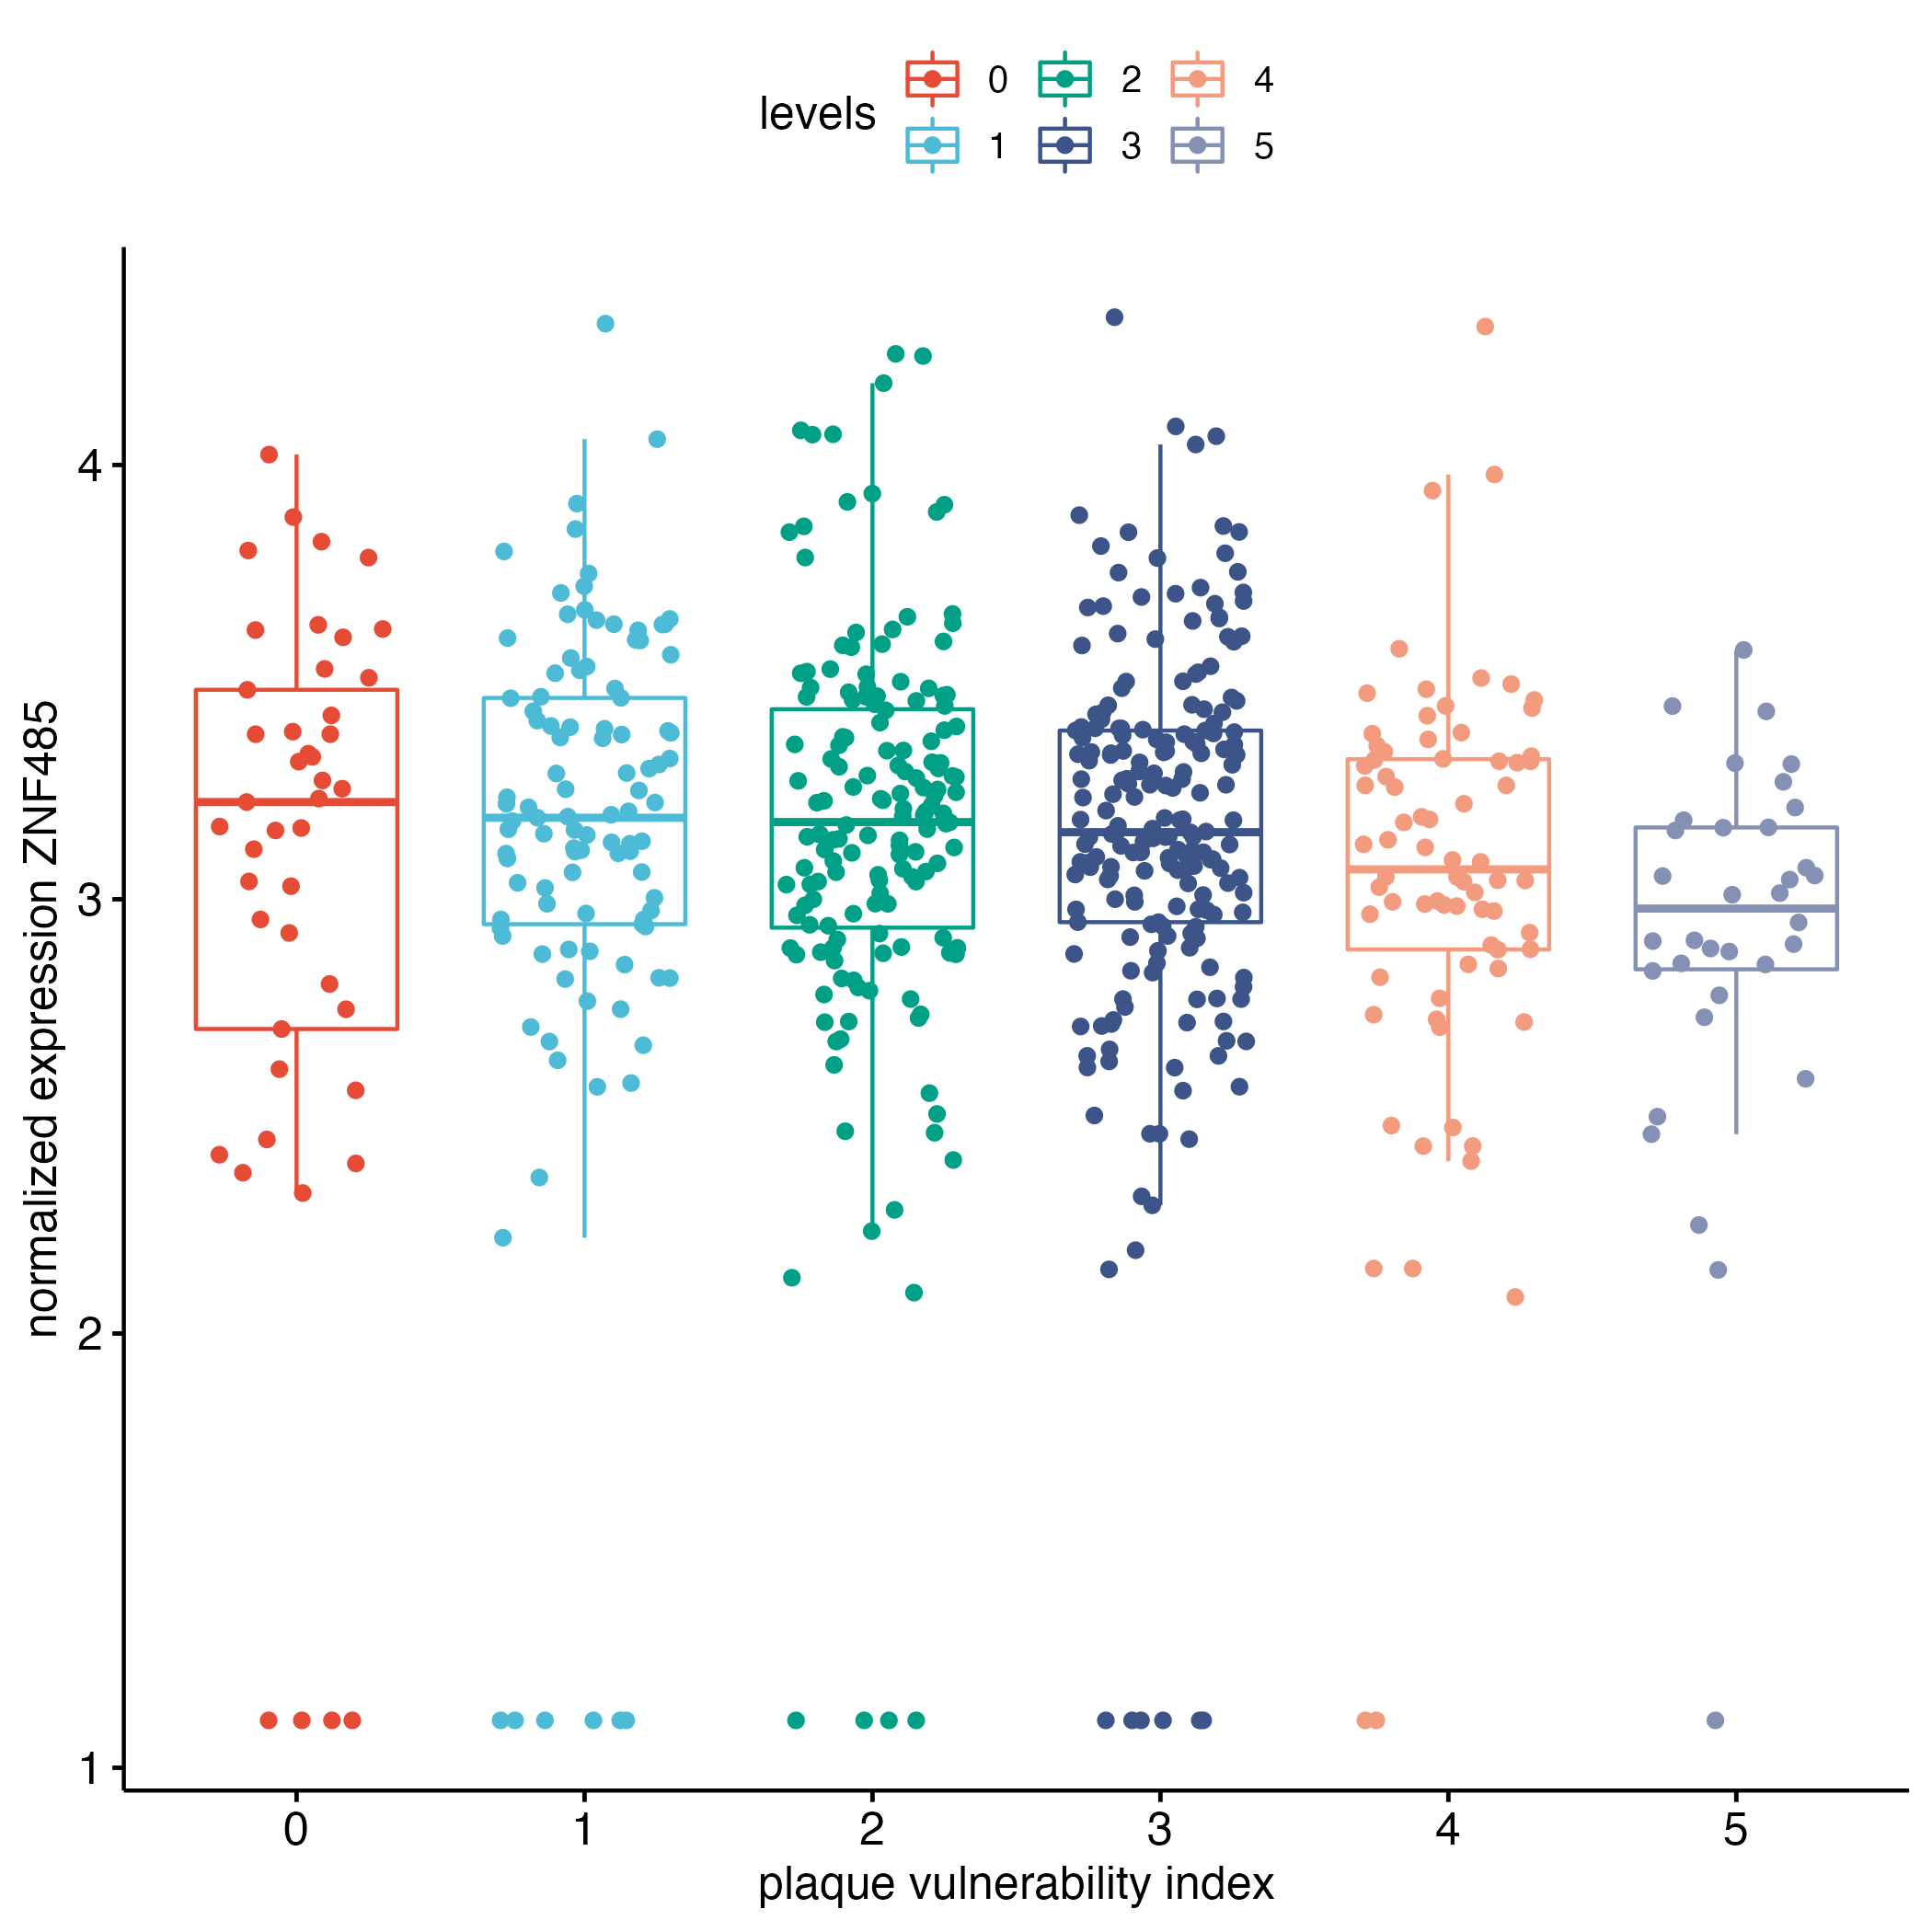 levels
0 2 4
1 3 5
normalized expression ZNF485
4
3
2
1
0 1 2 3 4 5
plaque vulnerability index